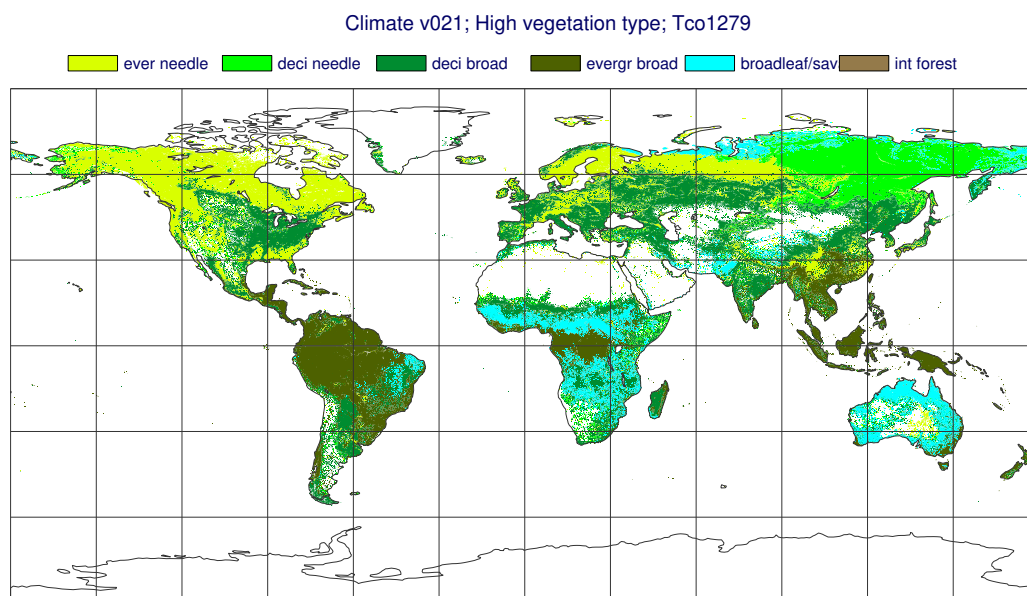 Climate v021; High vegetation type; Tco1279
ever needle deci needle deci broad evergr broad broadleaf/sav int forest